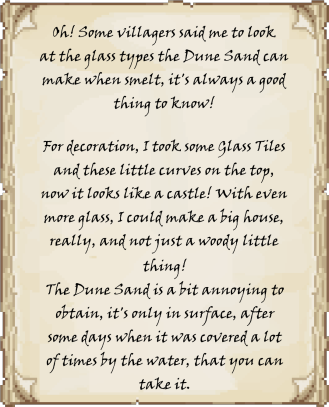 Oh! Some villagers said me to look
at the glass types the Dune Sand can
make when smelt, it's always a good
thing to know!
For decoration, I took some Glass Tiles
and these little curves on the top,
now it looks like a castle! With even
more glass, I could make a big house,
really, and not just a woody little
thing!
The Dune Sand is a bit annoying to
obtain, it's only in surface, after
some days when it was covered a lot
of times by the water, that you can
take it.